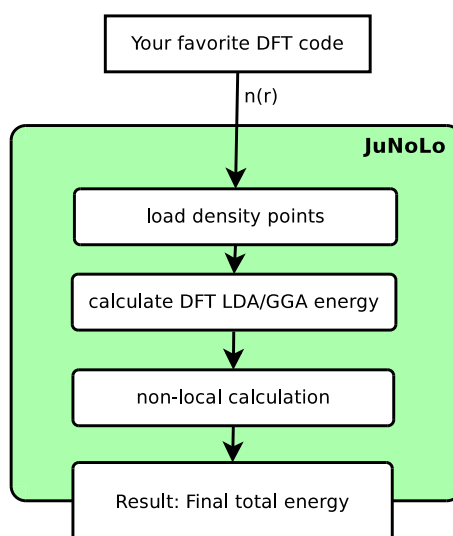 Your favorite DFT code
n(r)
JuNoLo
load density points
calculate DFT LDA/GGA energy
non-local calculation
Result: Final total energy